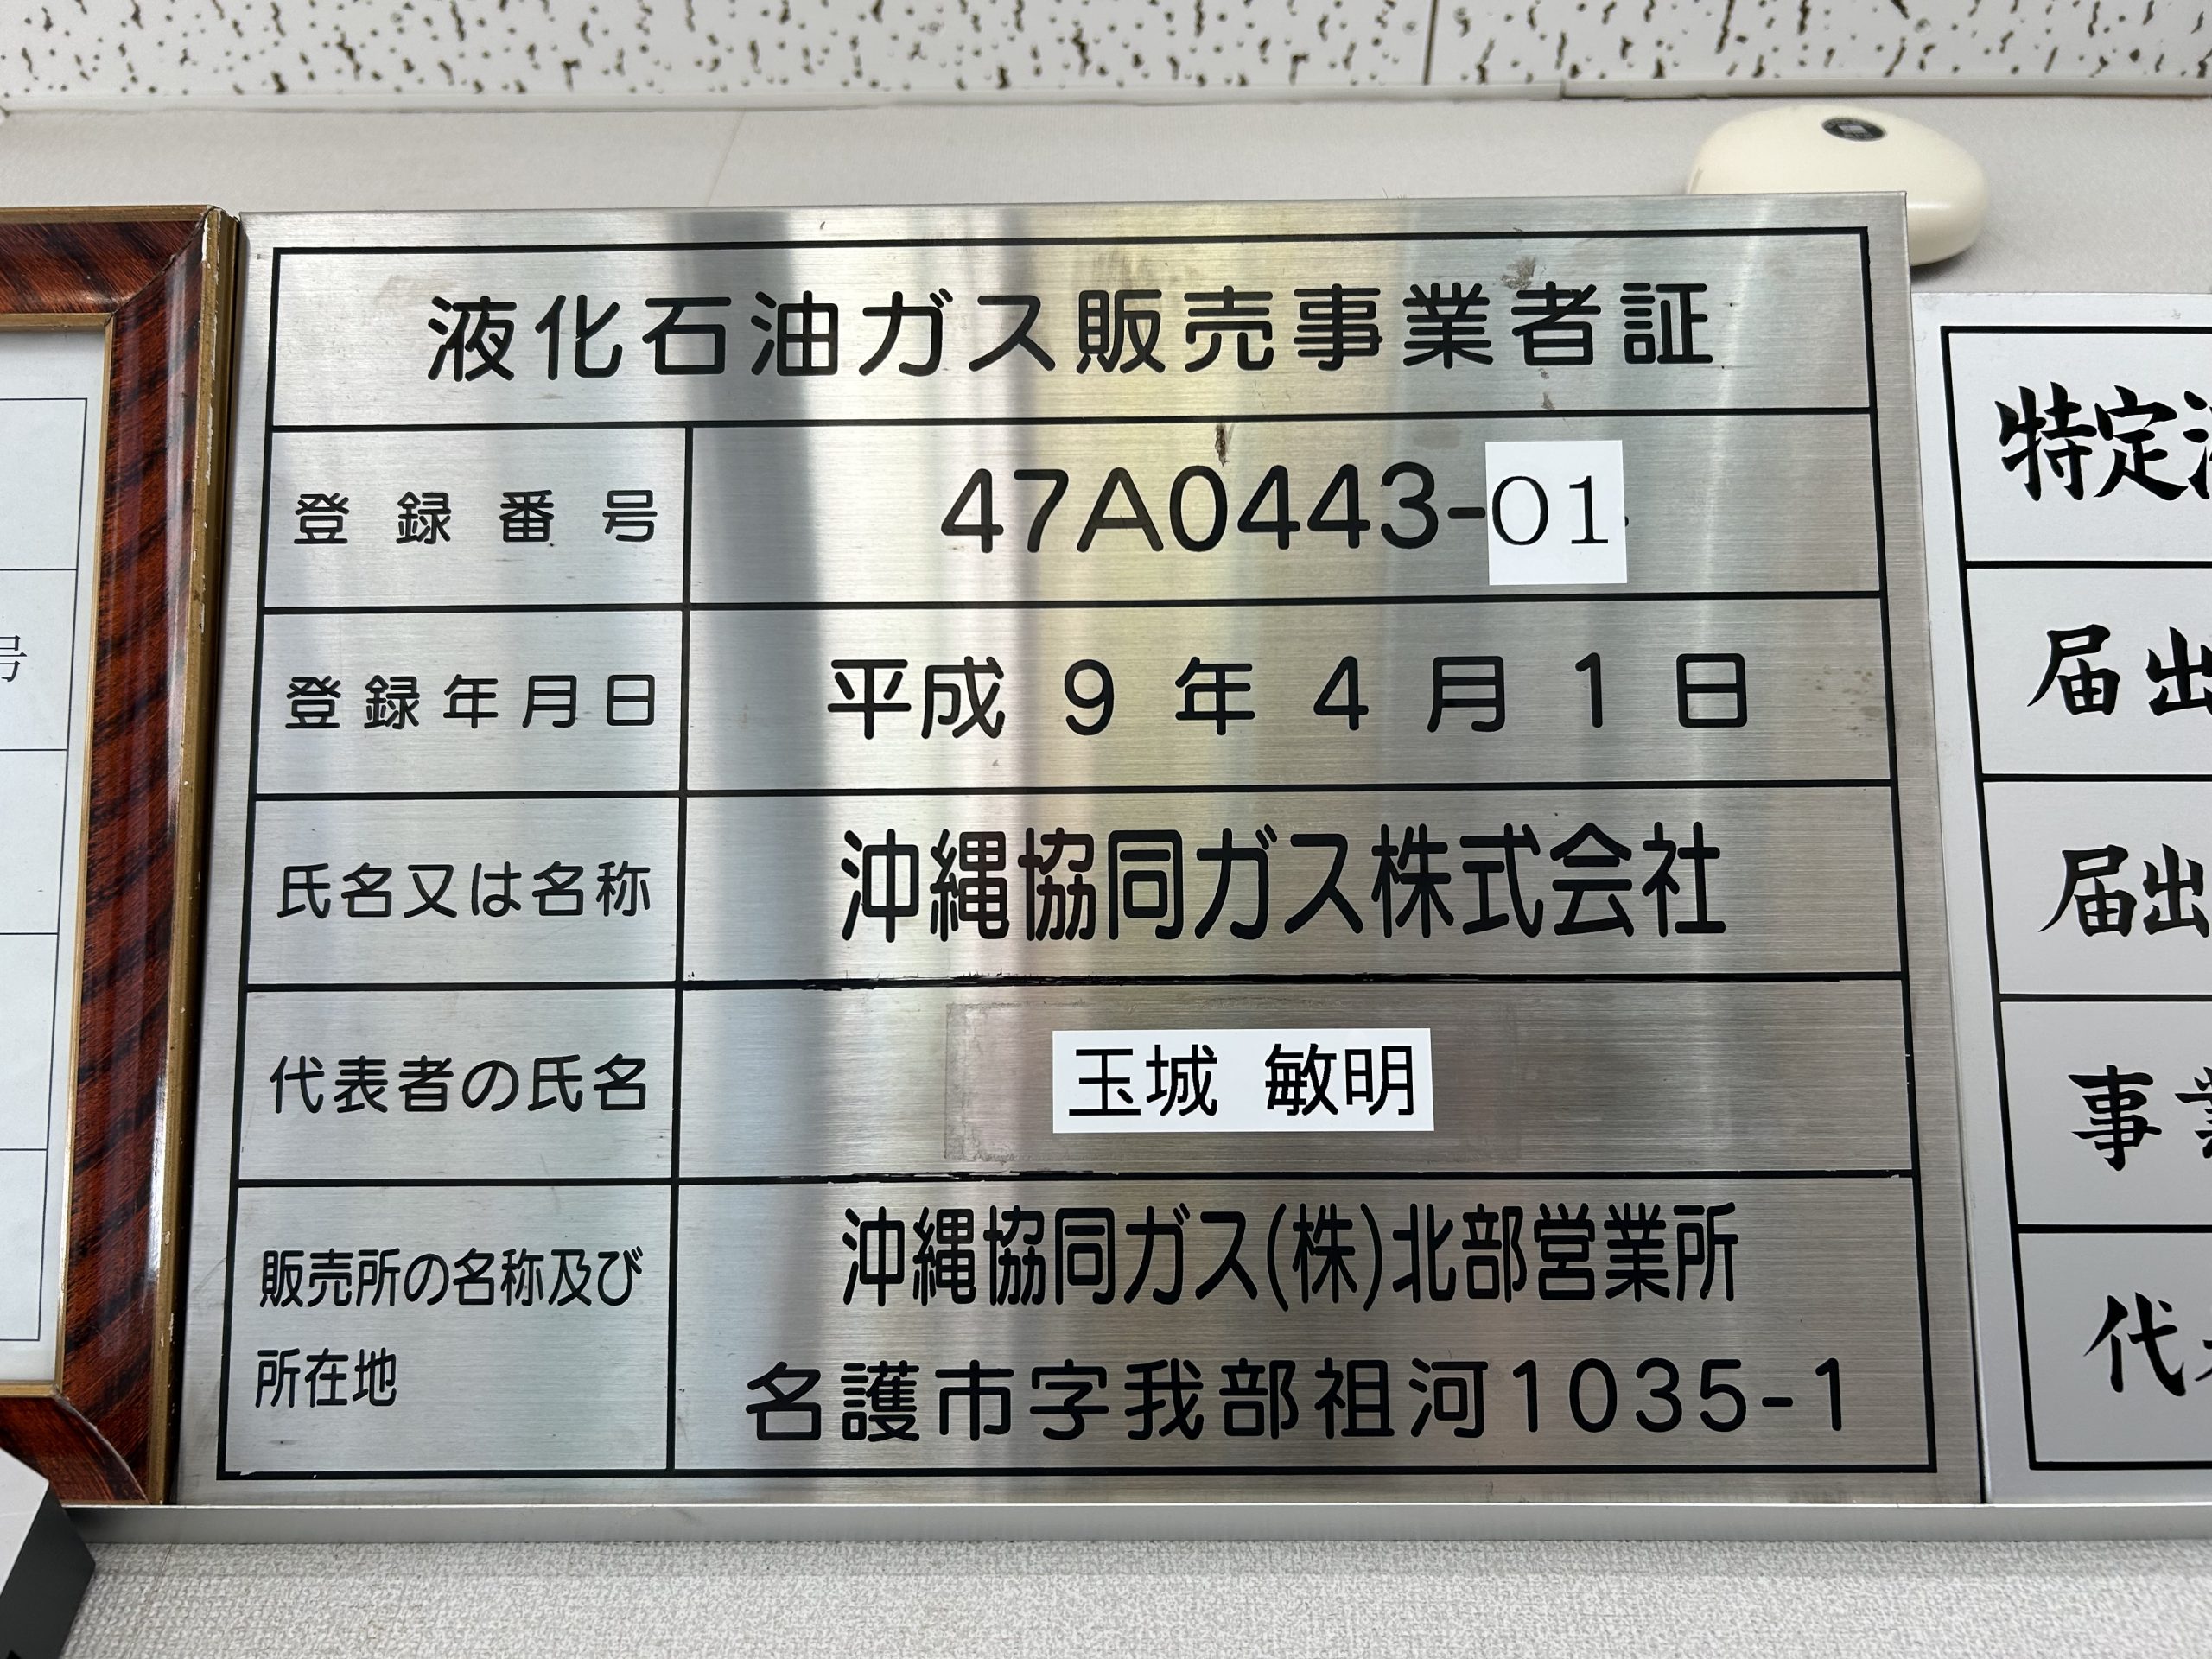 液化石油ガス販売事業者証
登録番号 47A0443-01
登録年月日 平成 9 年 4 月 1 日
氏名又は名称 沖縄協同ガス株式会社
代表者の氏名 玉城 敏明
販売所の名称及び
所在地
沖縄協同ガス(株)北部営業所
名護市字我部祖河1035-1
号
特定
届出
届出
事業
代